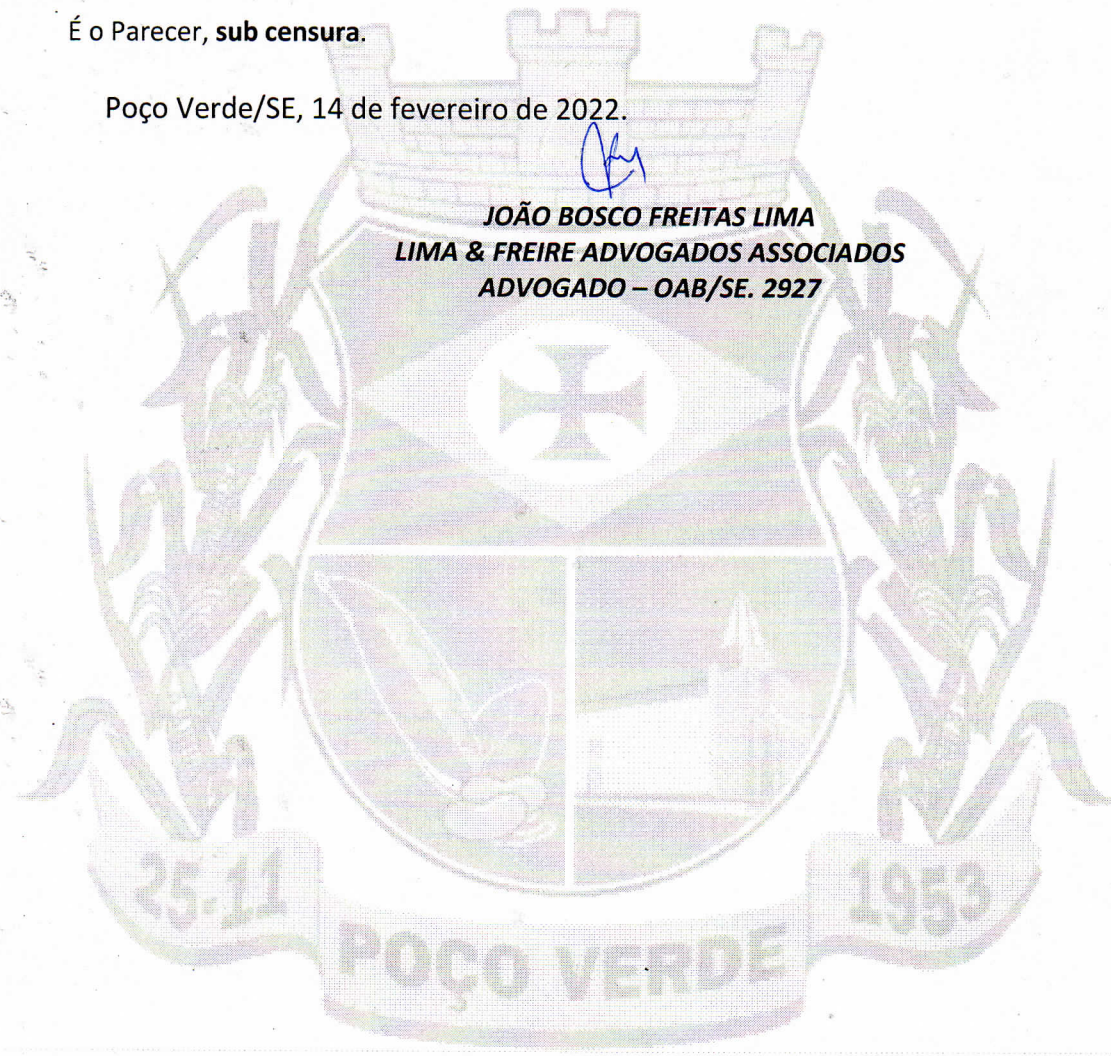 É o Parecer, sub censura.
Poço Verde/SE, 14 de fevereiro de 2022.
JOÃO BOSCO FREITAS LIMA
LIMA & FREIRE ADVOGADOS ASSOCIADOS
ADVOGADO – OAB/SE. 2927
25-11
1953
POÇO VERDE